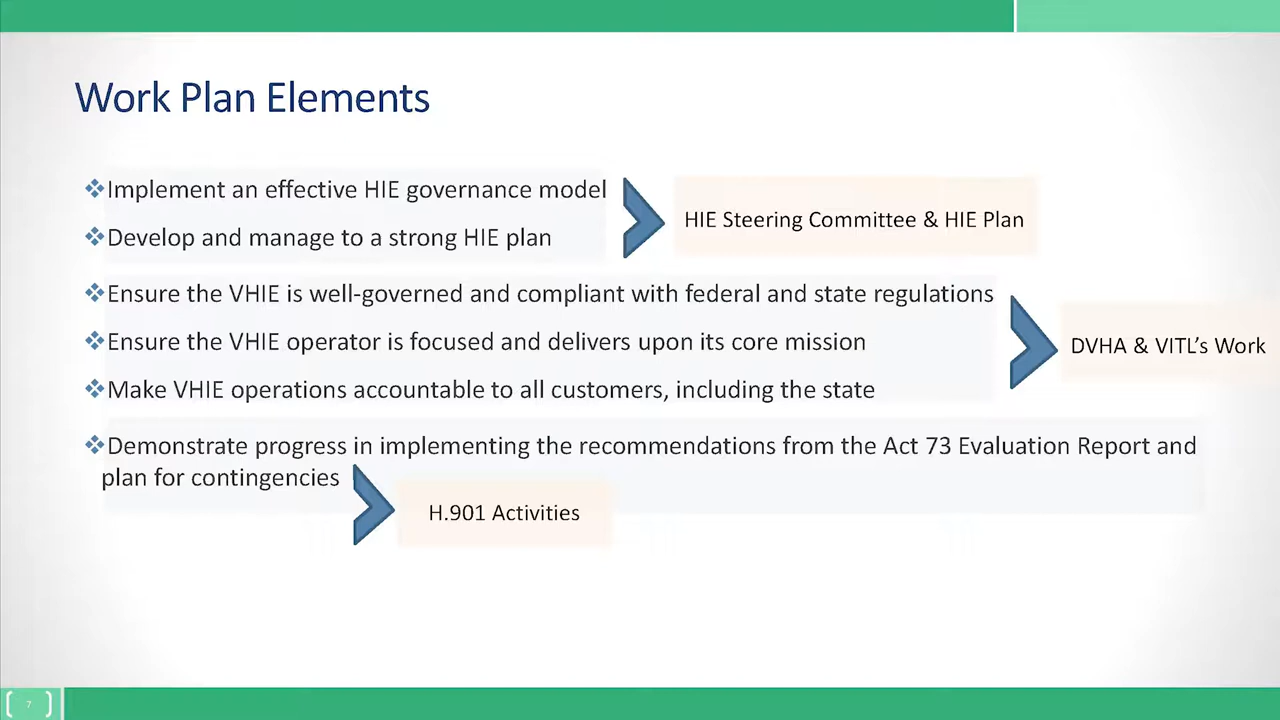 Work Plan Elements
❖Implement an effective HIE governance model
❖Develop and manage to a strong HIE plan
HIE Steering Committee & HIE Plan
❖Ensure the VHIE is well-governed and compliant with federal and state regulations
❖Ensure the VHIE operator is focused and delivers upon its core mission
❖Make VHIE operations accountable to all customers, including the state
DVHA & VITL’s Work
❖Demonstrate progress in implementing the recommendations from the Act 73 Evaluation Report and
plan for contingencies
H.901 Activities
7